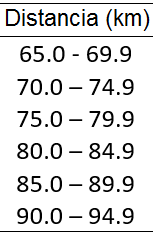 Distancia (km)
65.0 - 69.9
70.0 – 74.9
75.0 – 79.9
80.0 – 84.9
85.0 – 89.9
90.0 – 94.9